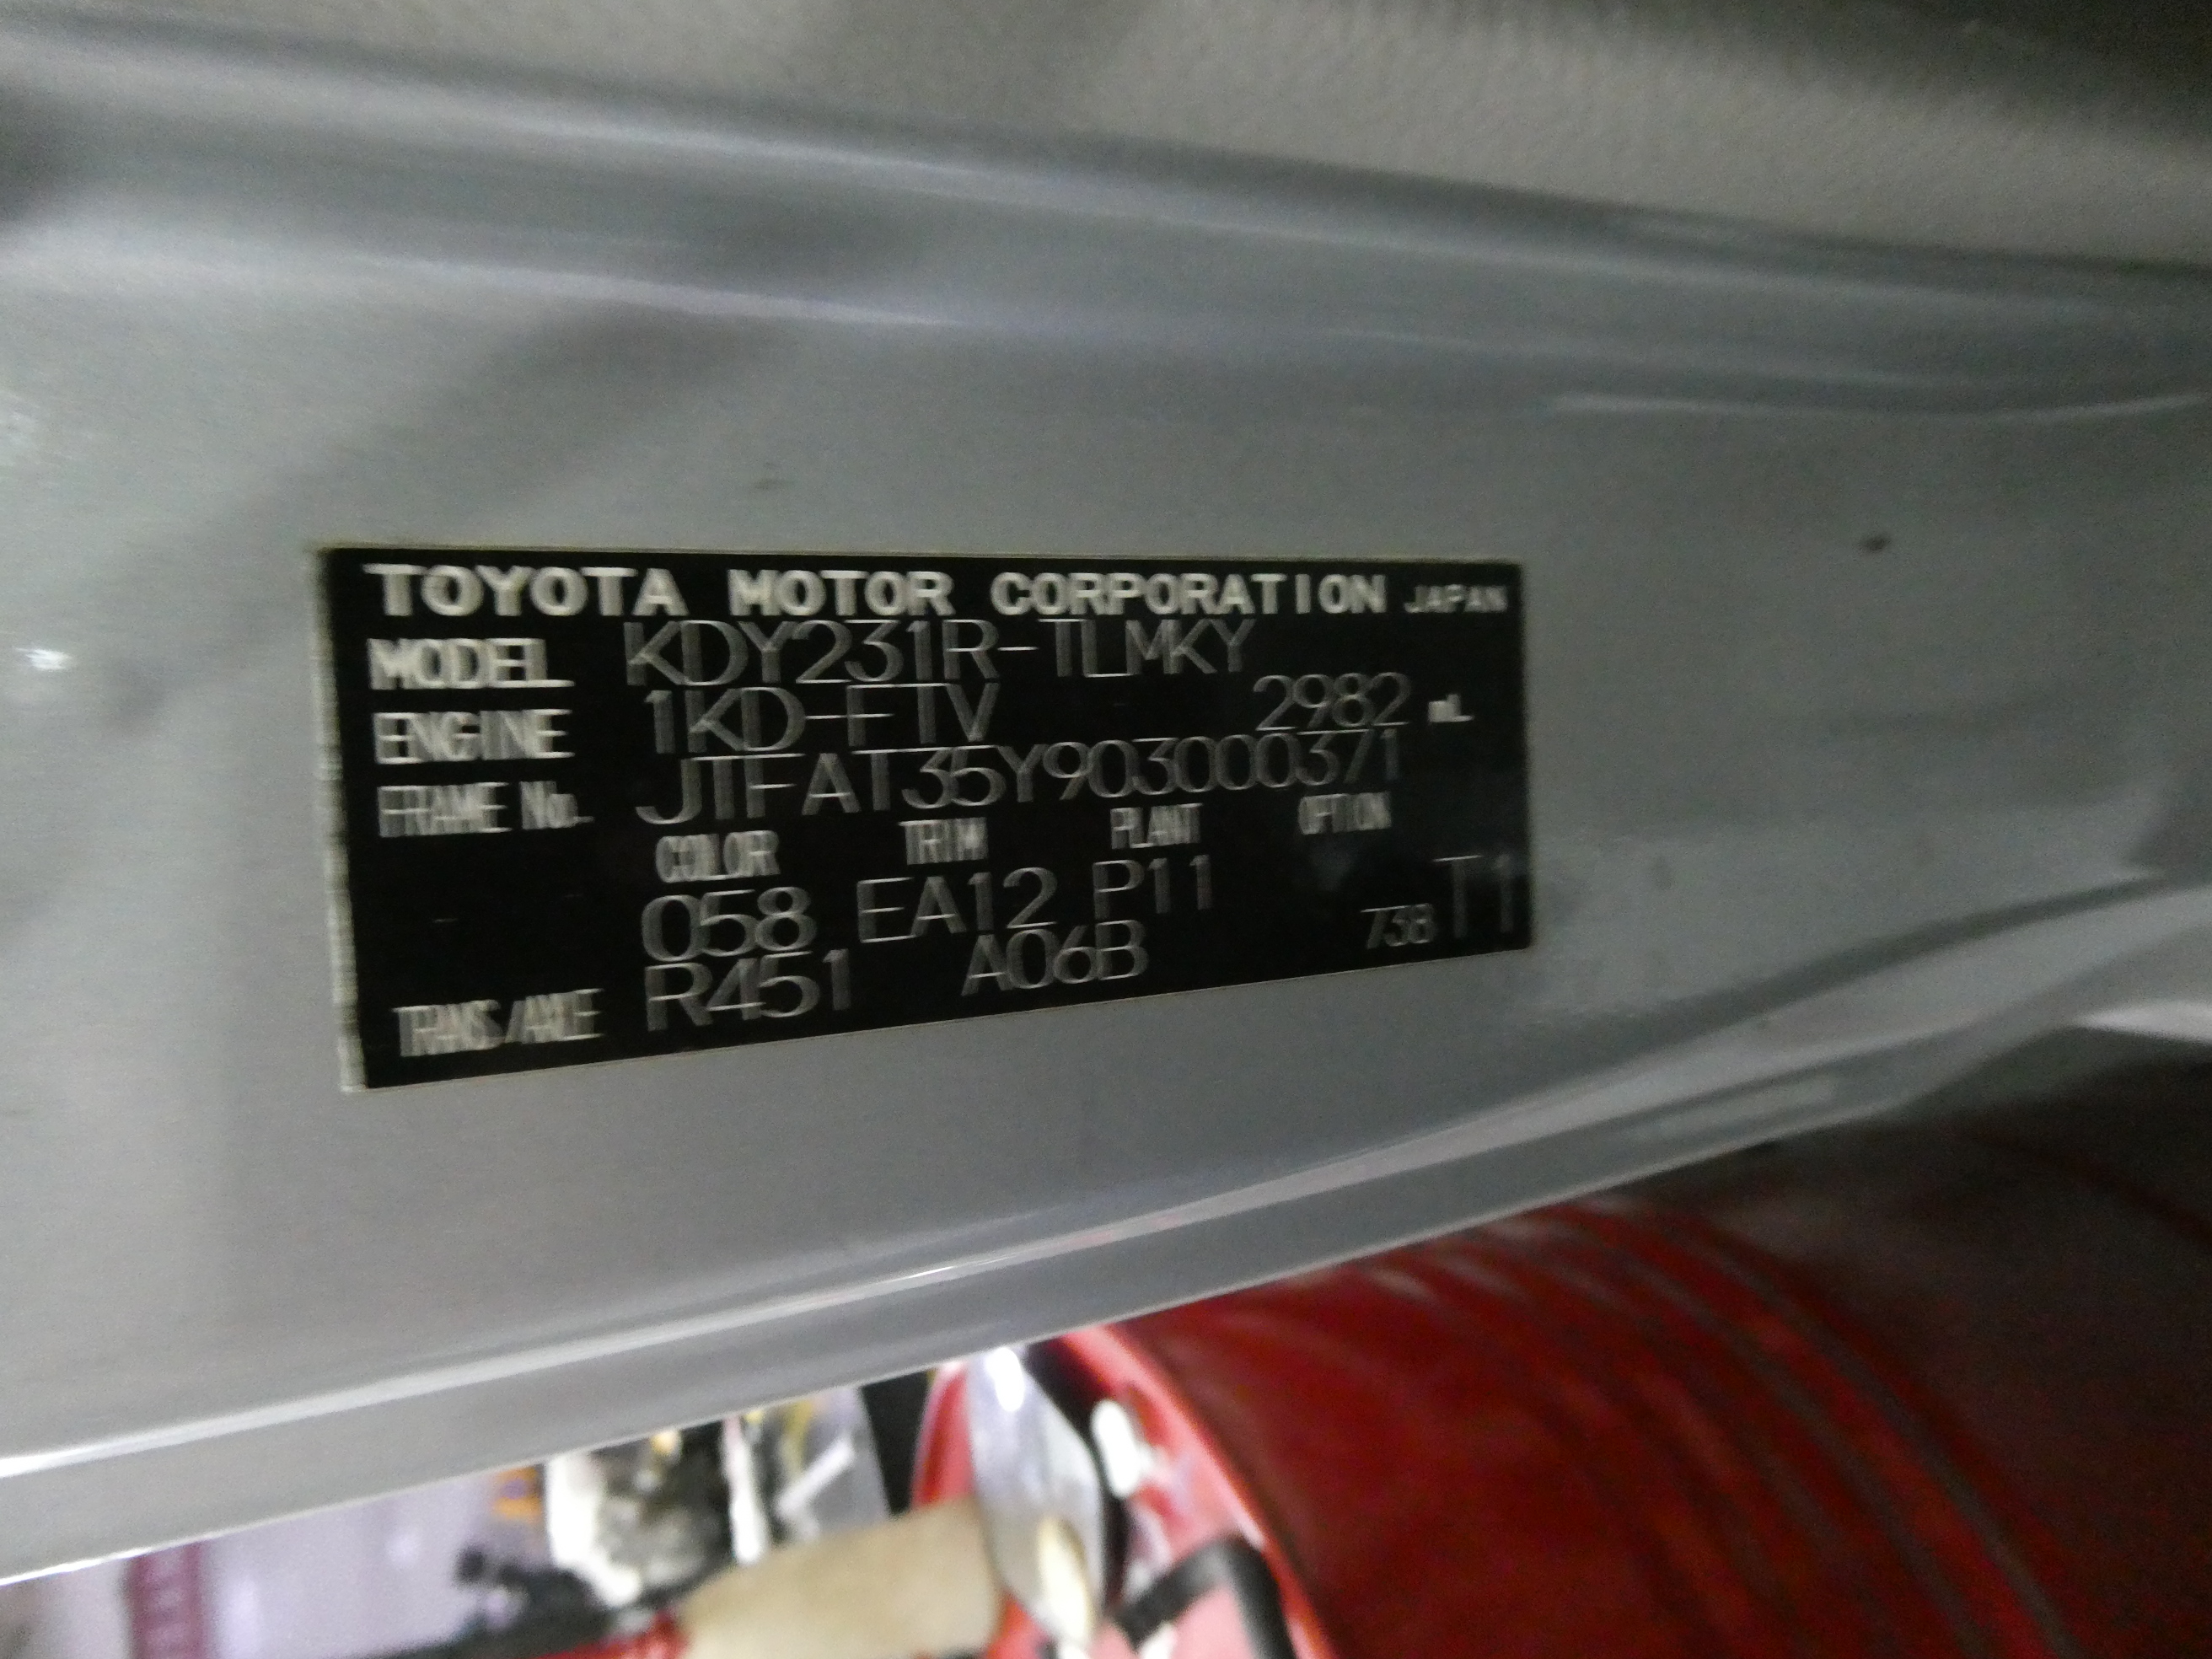 TOYOTA MOTOR CORPORATION JAPAN
MODEL KDY231R-TLMKY
ENGINE 1KD-FTV 2982 mL
FRAME No. JTFAT35Y903000371
COLOR TRIM PLANT OPTION
058 EA12 P11
TRANS./AXLE R451 A06B 738 T1